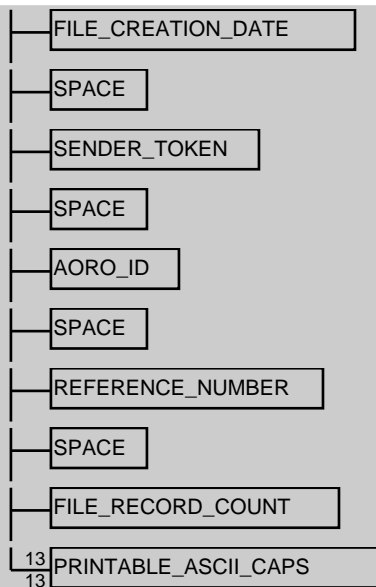 FILE_CREATION_DATE
SPACE
SENDER_TOKEN
SPACE
AORO_ID
SPACE
REFERENCE_NUMBER
SPACE
FILE_RECORD_COUNT
13 PRINTABLE_ASCII_CAPS
13